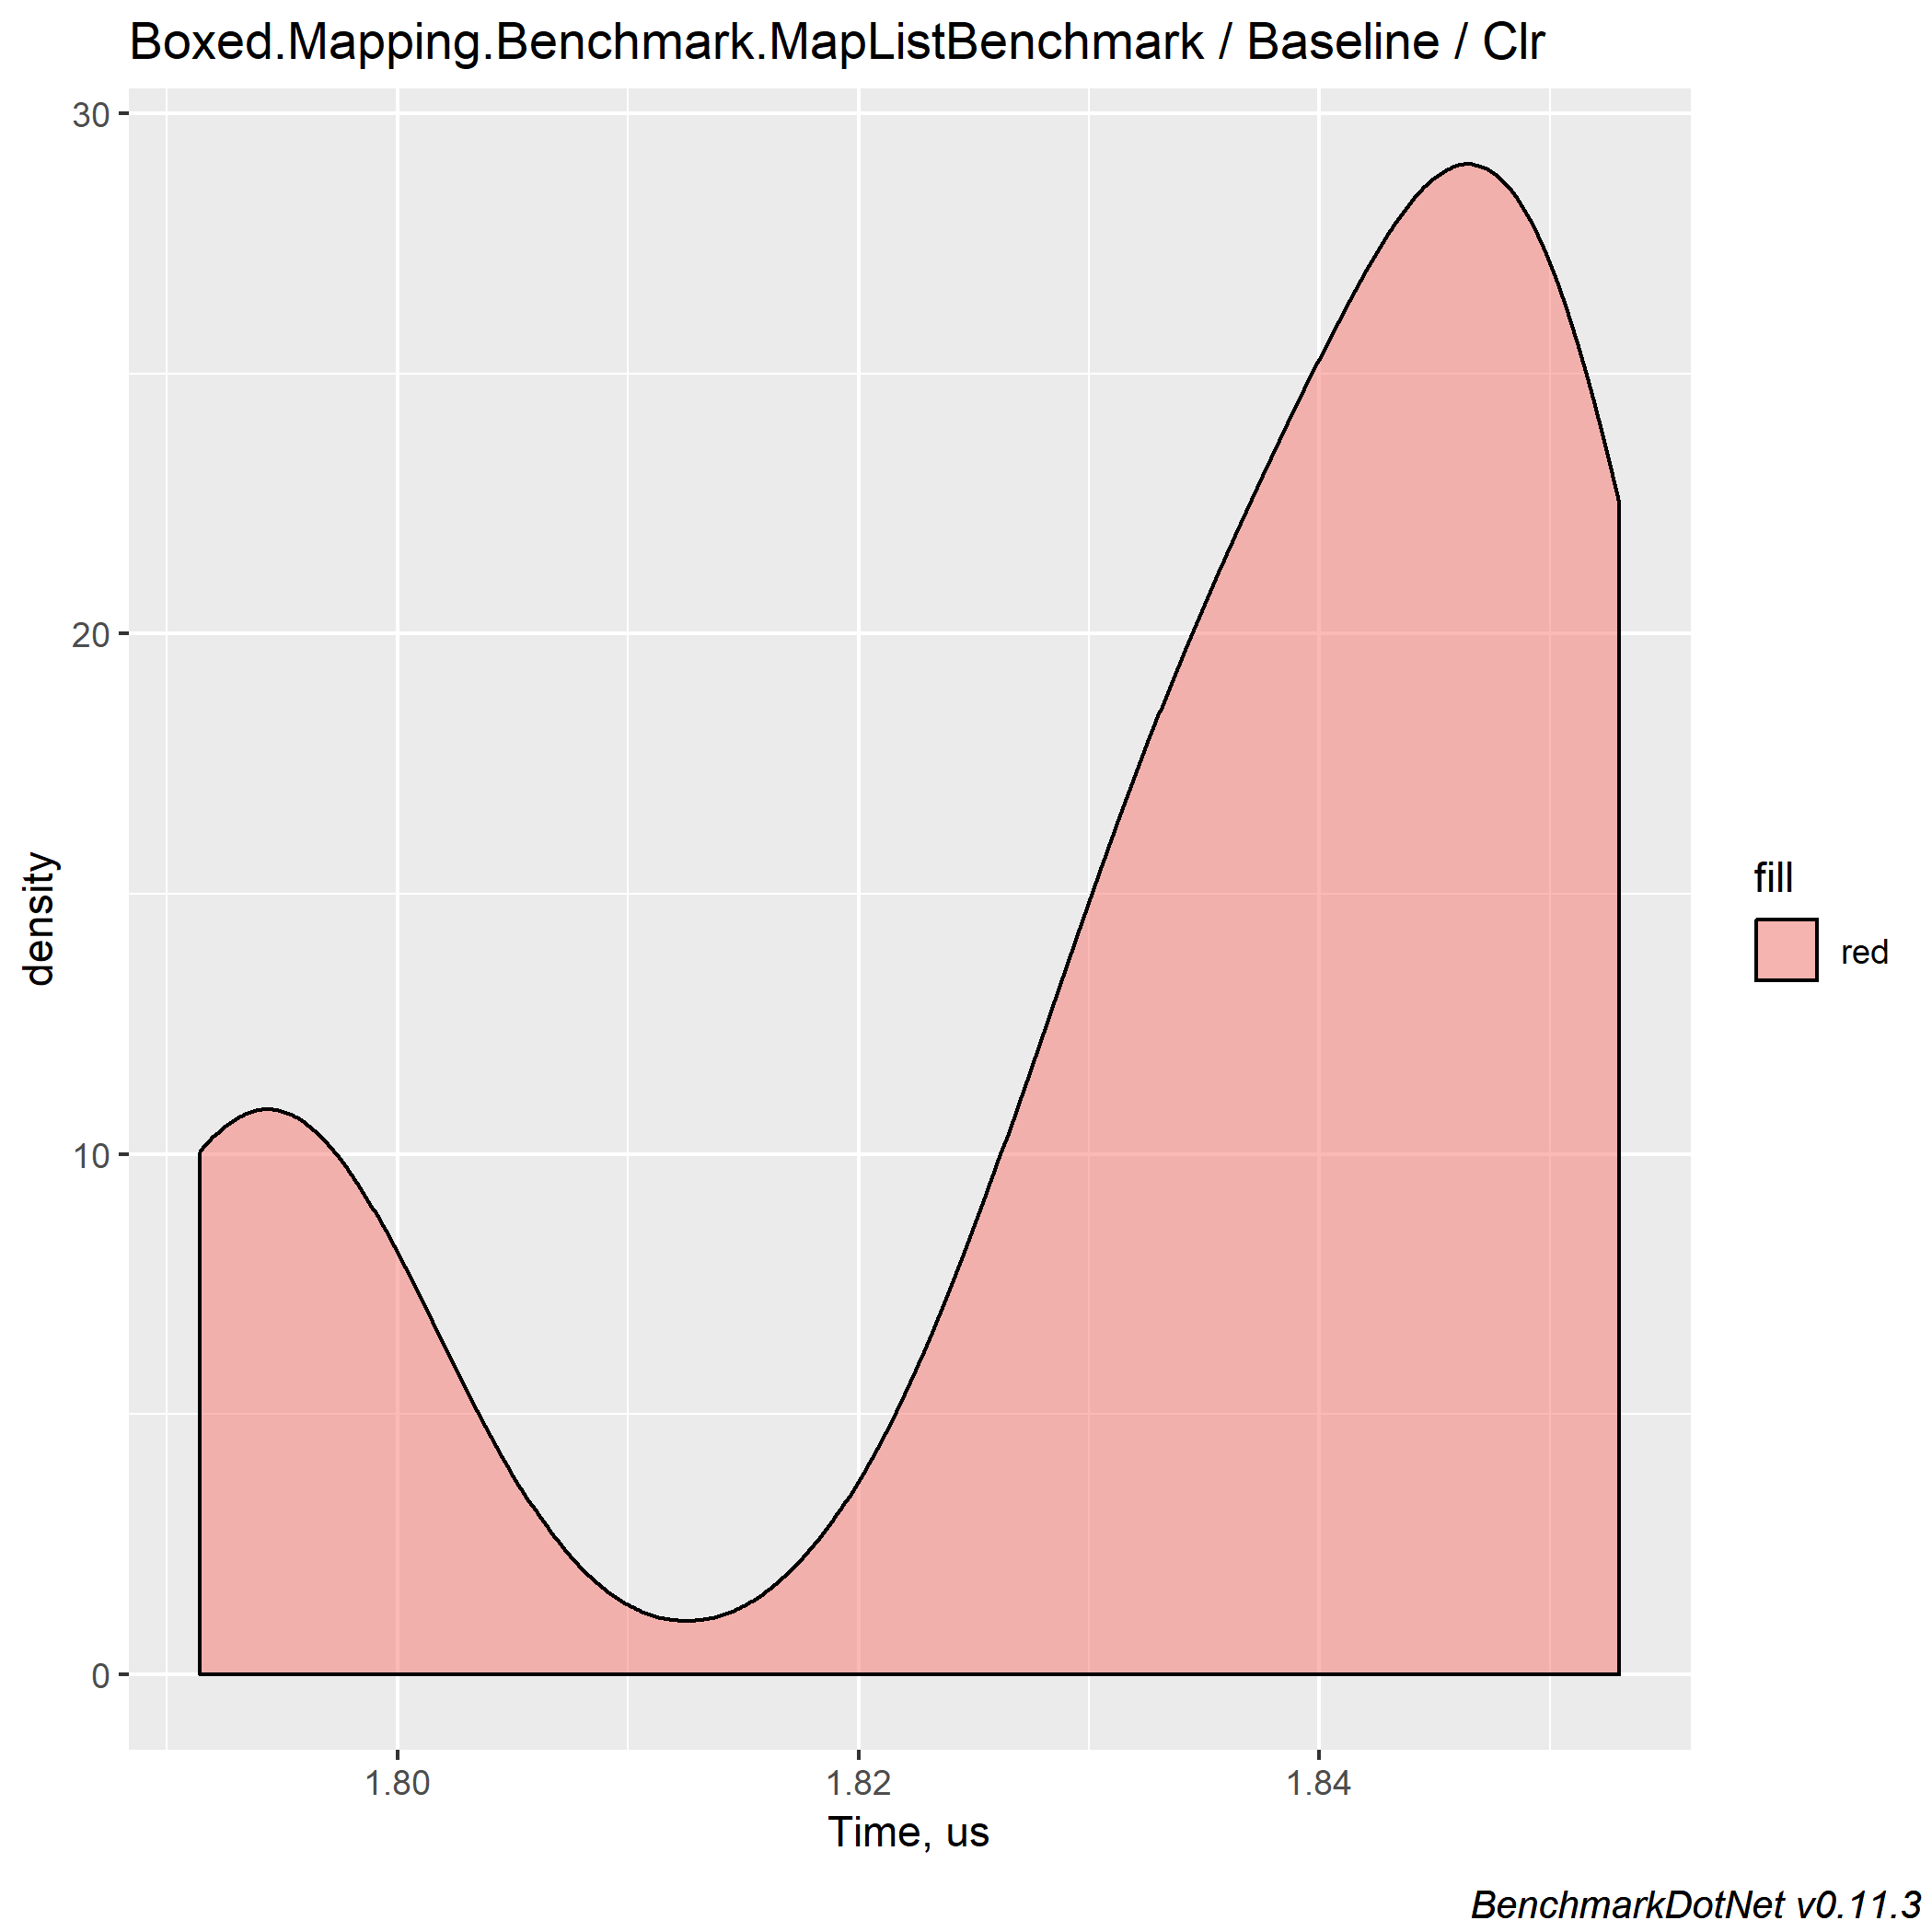 Boxed.Mapping.Benchmark.MapListBenchmark / Baseline / Clr
30
20
10
0
density
1.80 1.82 1.84
Time, us
fill
red
BenchmarkDotNet v0.11.3